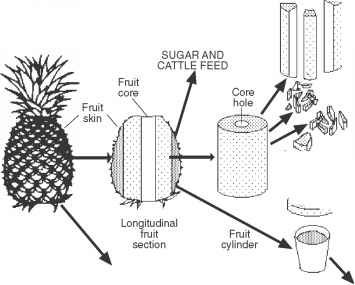 SUGAR AND
CATTLE FEED
Fruit
core
Core
hole
Fruit
skin
Longitudinal
fruit
section
Fruit
cylinder